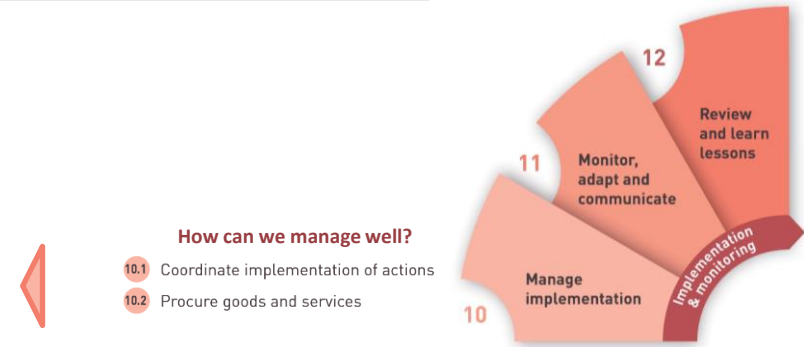 How can we manage well?
10.1 Coordinate implementation of actions
10.2 Procure goods and services
10
Manage
implementation
11
Monitor,
adapt and
communicate
12
Review
and learn
lessons
Implementation
& monitoring